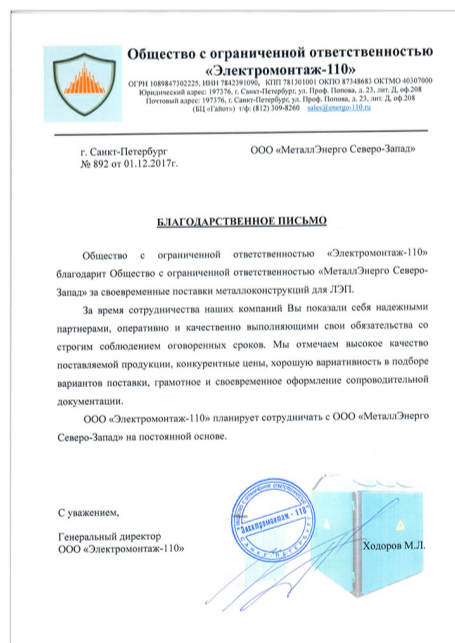 Общество с ограниченной ответственностью
«Электромонтаж-110»
ОГРН 1089847302225, ИНН 7842391090, КПП 781301001 ОКПО 87348683 ОКТМО 40307000
Юридический адрес: 197376, г. Санкт-Петербург, ул. Проф. Попова, д. 23, лит. Д, оф.208
Почтовый адрес: 197376, г. Санкт-Петербург, ул. Проф. Попова, д. 23, лит. Д, оф.208
(БЦ «Гайот») т/ф: (812) 309-8260 sales@energo-110.ru
г. Санкт-Петербург ООО «МеталлЭнерго Северо-Запад»
№ 892 от 01.12.2017г.
БЛАГОДАРСТВЕННОЕ ПИСЬМО
Общество с ограниченной ответственностью «Электромонтаж-110»
благодарит Общество с ограниченной ответственностью «МеталлЭнерго Северо-
Запад» за своевременные поставки металлоконструкций для ЛЭП.
За время сотрудничества наших компаний Вы показали себя надежными
партнерами, оперативно и качественно выполняющими свои обязательства со
строгим соблюдением оговоренных сроков. Мы отмечаем высокое качество
поставляемой продукции, конкурентные цены, хорошую вариативность в подборе
вариантов поставки, грамотное и своевременное оформление сопроводительной
документации.
ООО «Электромонтаж-110» планирует сотрудничать с ООО «МеталлЭнерго
Северо-Запад» на постоянной основе.
С уважением,
Генеральный директор
ООО «Электромонтаж-110» Ходоров М.Л.
"Электромонтаж - 110"
САНКТ-ПЕТЕРБУРГ